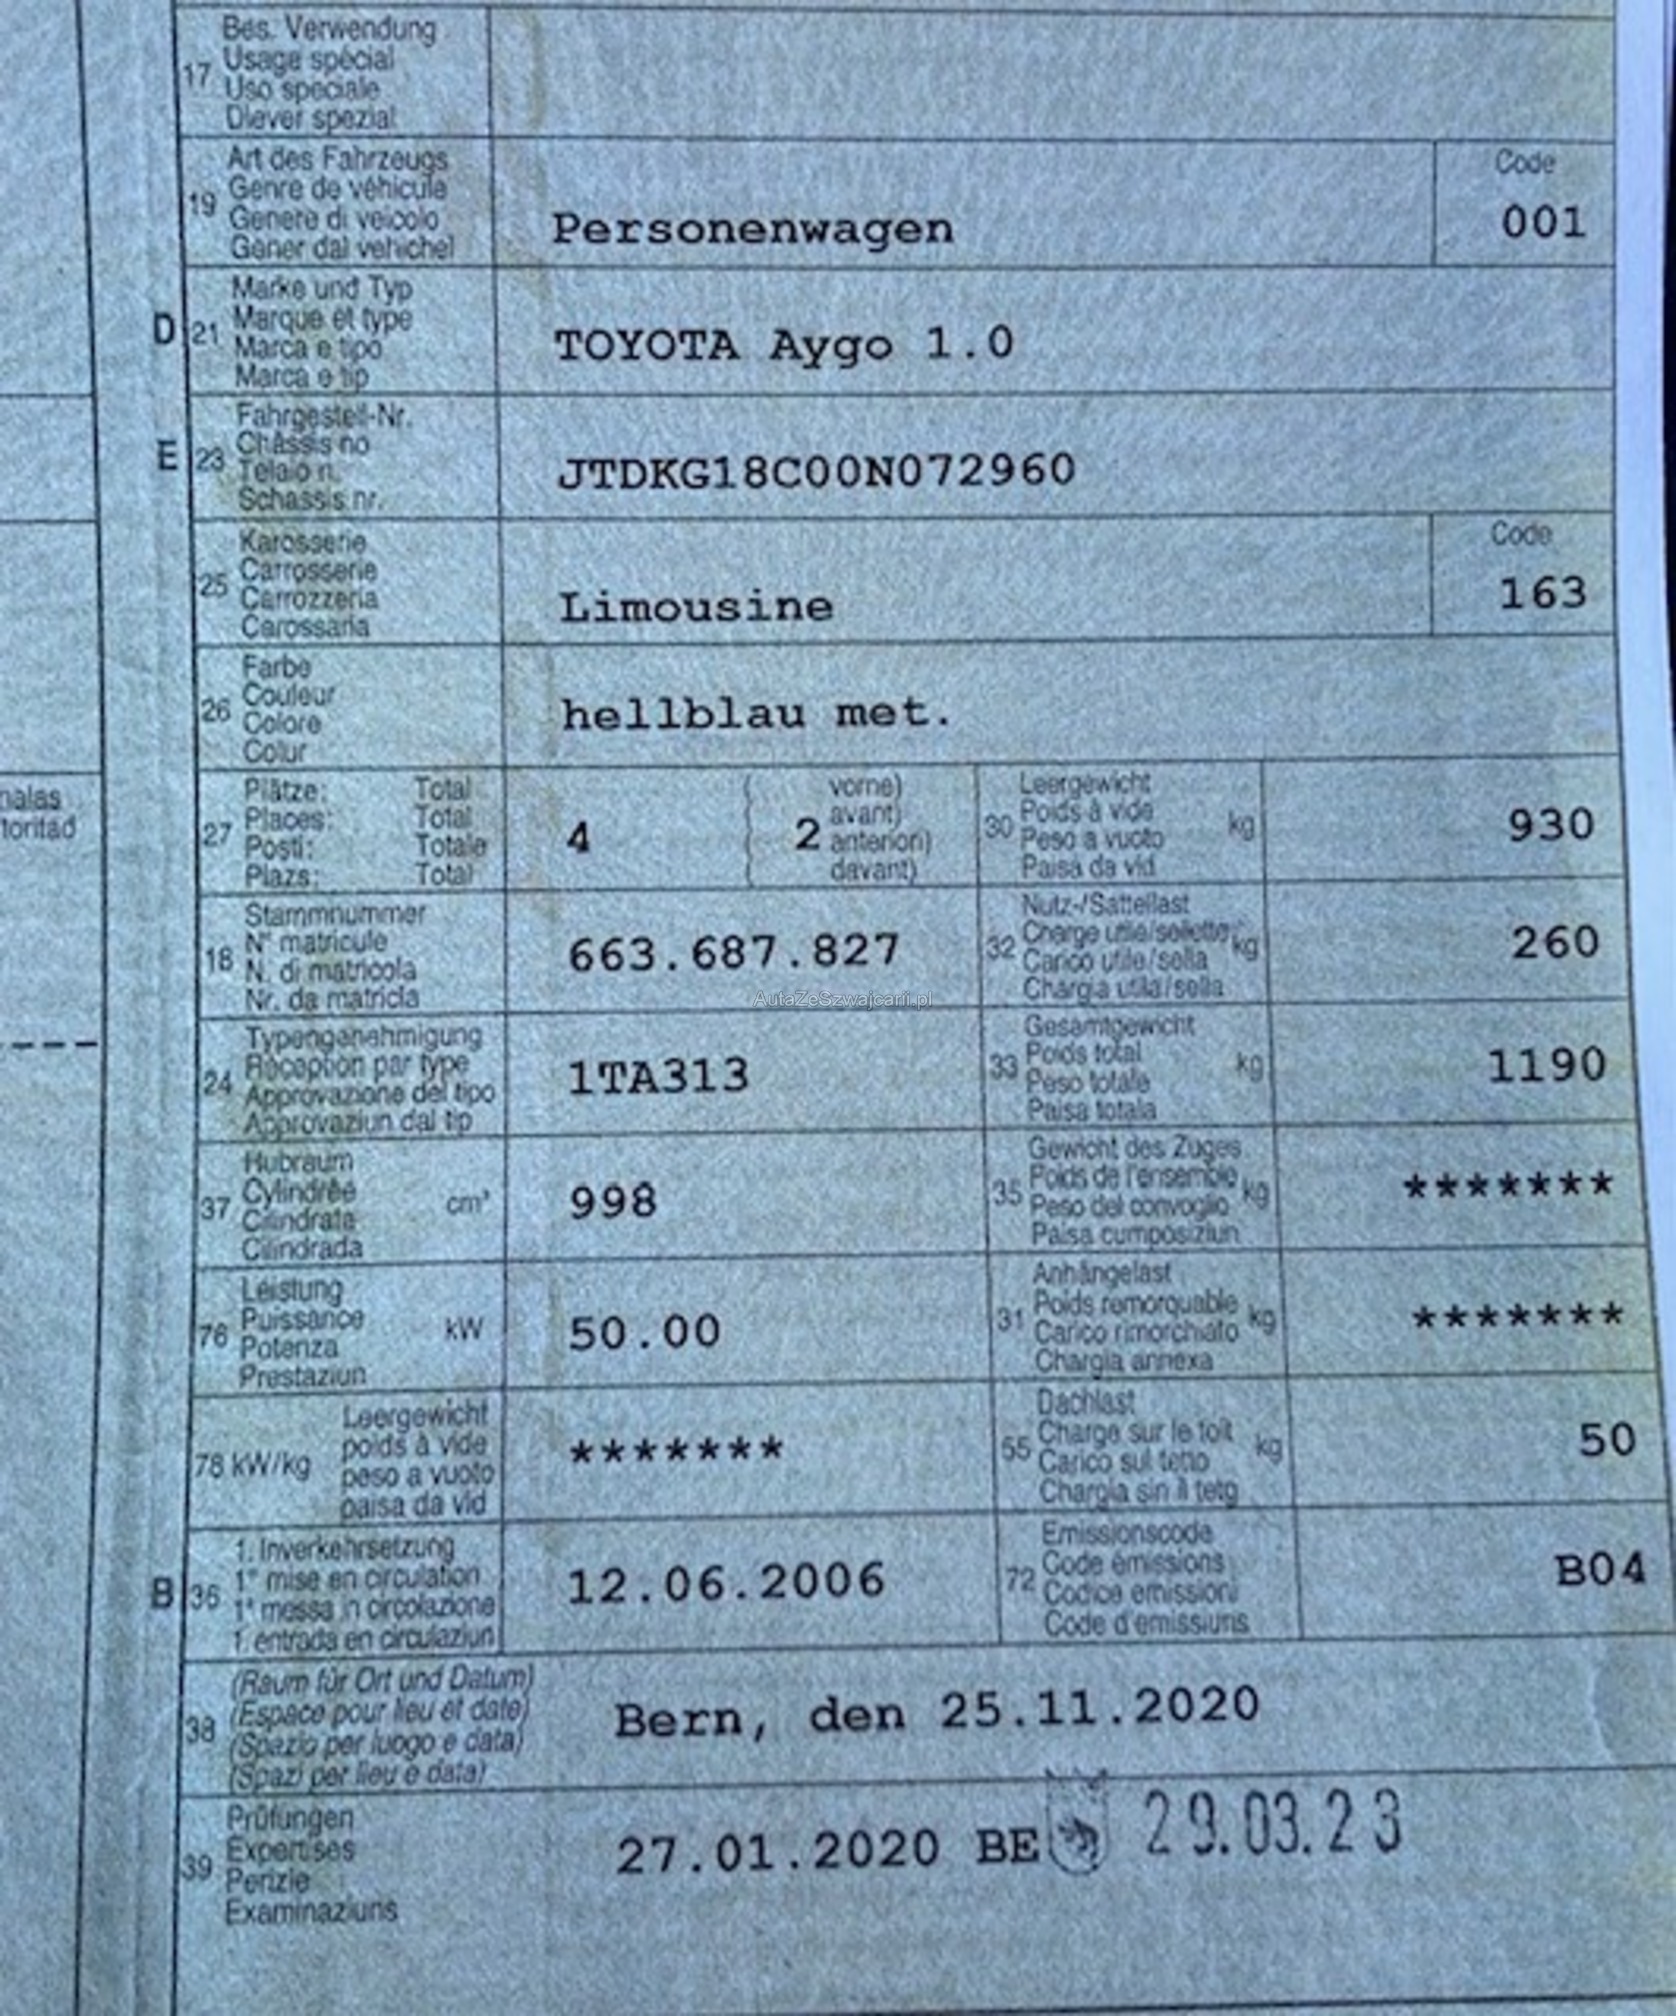 Bes. Verwendung
17 Usage spécial
Uso speciale
Diever spezial
Art des Fahrzeugs
19 Genre de véhicule
Genere di veicolo
Gener dal vehichel
Personenwagen
Code
001
D 21 Marke und Typ
Marque et type
Marca e tipo
Marca e tip
TOYOTA Aygo 1.0
E 23 Fahrgestell-Nr.
Châssis no
Telaio n.
Schassis nr.
JTDKG18C00N072960
25 Karosserie
Carrosserie
Carrozzeria
Carossaria
Limousine
Code
163
26 Farbe
Couleur
Colore
Colur
hellblau met.
nalas
toritad
27 Plätze: Total
Places: Total
Posti: Totale
Plazs: Total
4
( 2 vorne)
avant)
anteriori)
davant)
30 Leergewicht
Poids à vide
Peso a vuoto
Paisa da vid
kg
930
18 Stammnummer
N° matricule
N. di matricola
Nr. da matricla
663.687.827
32 Nutz-/Sattellast
Charge utile/sellette
Carico utile/sella
Chargia utila/sella
kg
260
AutaZeSzwajcarii.pl
24 Typengenehmigung
Réception par type
Approvazione del tipo
Approvaziun dal tip
1TA313
33 Gesamtgewicht
Poids total
Peso totale
Paisa totala
kg
1190
37 Hubraum
Cylindrée
Cilindrata
Cilindrada
cm³
998
35 Gewicht des Zuges
Poids de l'ensemble
Peso del convoglio
Paisa cumposiziun
kg
*******
76 Leistung
Puissance
Potenza
Prestaziun
kW
50.00
31 Anhängelast
Poids remorquable
Carico rimorchiato
Chargia annexa
kg
*******
78 kW/kg
Leergewicht
poids à vide
peso a vuoto
paisa da vid
*******
55 Dachlast
Charge sur le toit
Carico sul tetto
Chargia sin il tetg
kg
50
B 36 1. Inverkehrsetzung
1° mise en circulation
1° messa in circolazione
1. entrada en circulaziun
12.06.2006
72 Emissionscode
Code émissions
Codice emissioni
Code d'emissiuns
B04
38 (Raum für Ort und Datum)
(Espace pour lieu et date)
(Spazio per luogo e data)
(Spazi per lieu e data)
Bern, den 25.11.2020
39 Prüfungen
Expertises
Perizie
Examinaziuns
27.01.2020 BE 29.03.23